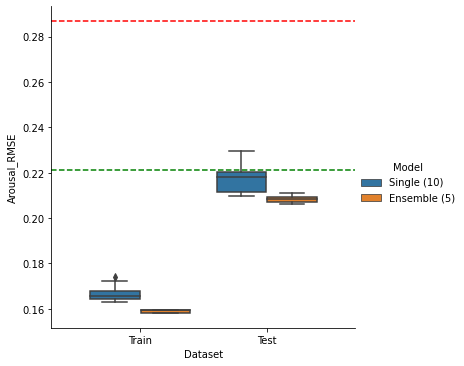 0.28
0.26
0.24
0.22
0.20
0.18
0.16
Arousal_RMSE
Train
Test
Dataset
Model
Single (10)
Ensemble (5)